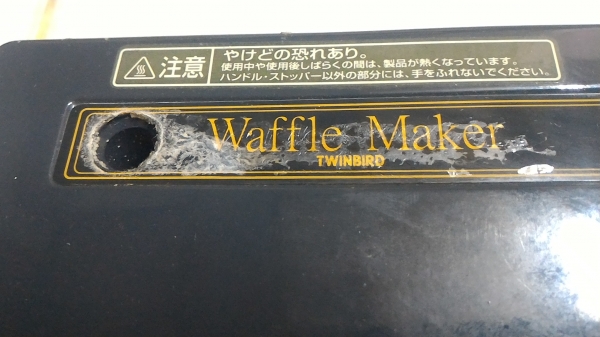 注意
やけどの恐れあり。
使用中や使用後しばらくの間は、製品が熱くなっています。
ハンドル・ストッパー以外の部分には、手をふれないでください。
Waffle Maker
TWINBIRD